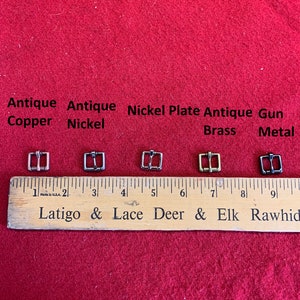 Antique
Copper
Antique
Nickel
Nickel Plate
Antique
Brass
Gun
Metal
1 2 3 4 5 6 7 8 9
Latigo & Lace Deer & Elk Rawhid